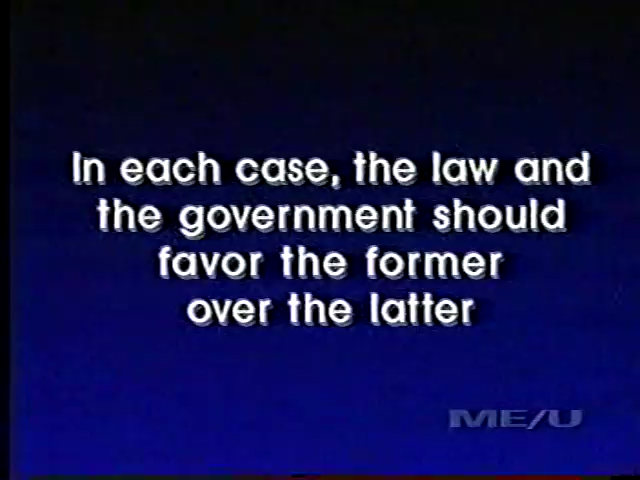 In each case, the law and
the government should
favor the former
over the latter
ME/U